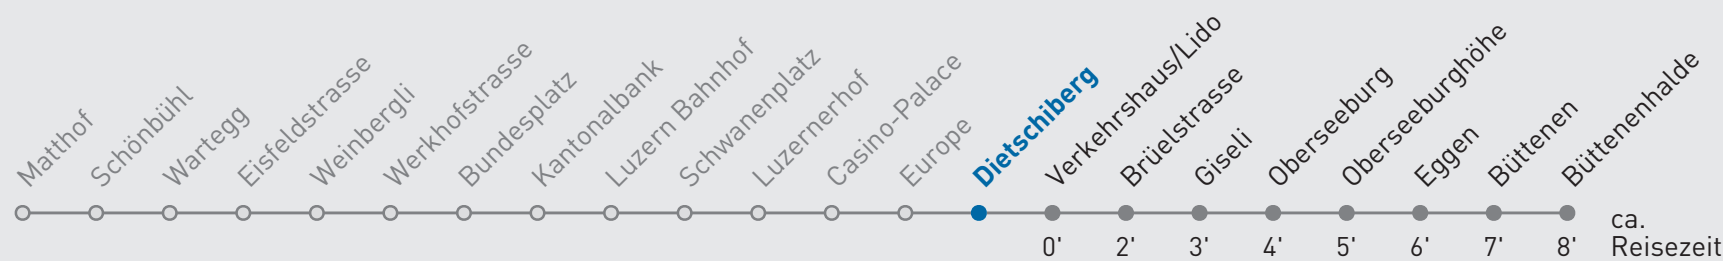 Matthof
Schönbühl
Wartegg
Eisfeldstrasse
Weinbergli
Werkhofstrasse
Bundesplatz
Kantonalbank
Luzern Bahnhof
Schwanenplatz
Luzernerhof
Casino-Palace
Europe
Dietschiberg
Verkehrshaus/Lido
Brüelstrasse
Giseli
Oberseeburg
Oberseeburghöhe
Eggen
Büttenen
Büttenhalde
0' 2' 3' 4' 5' 6' 7' 8'
ca.
Reisezeit